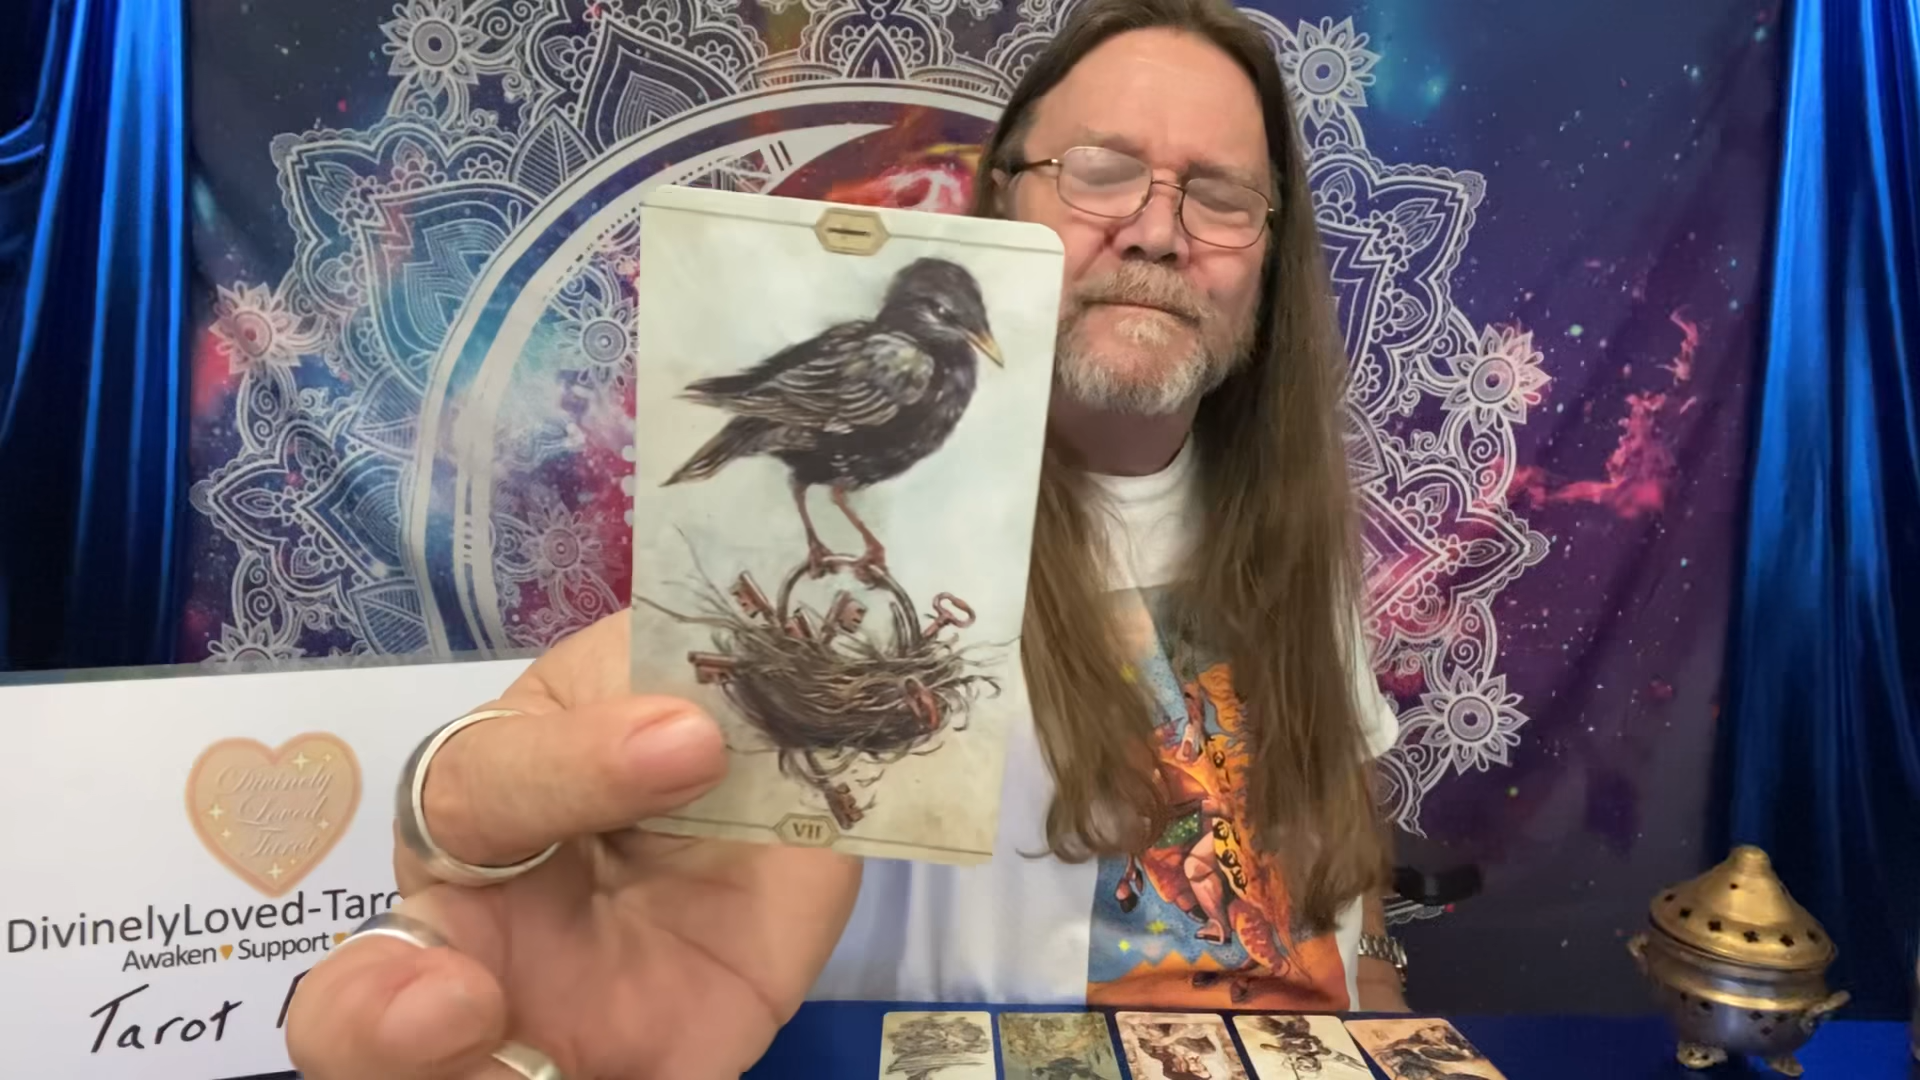 VII
Divinely
Loved
Tarot
DivinelyLoved-Taro
Awaken Support
Tarot